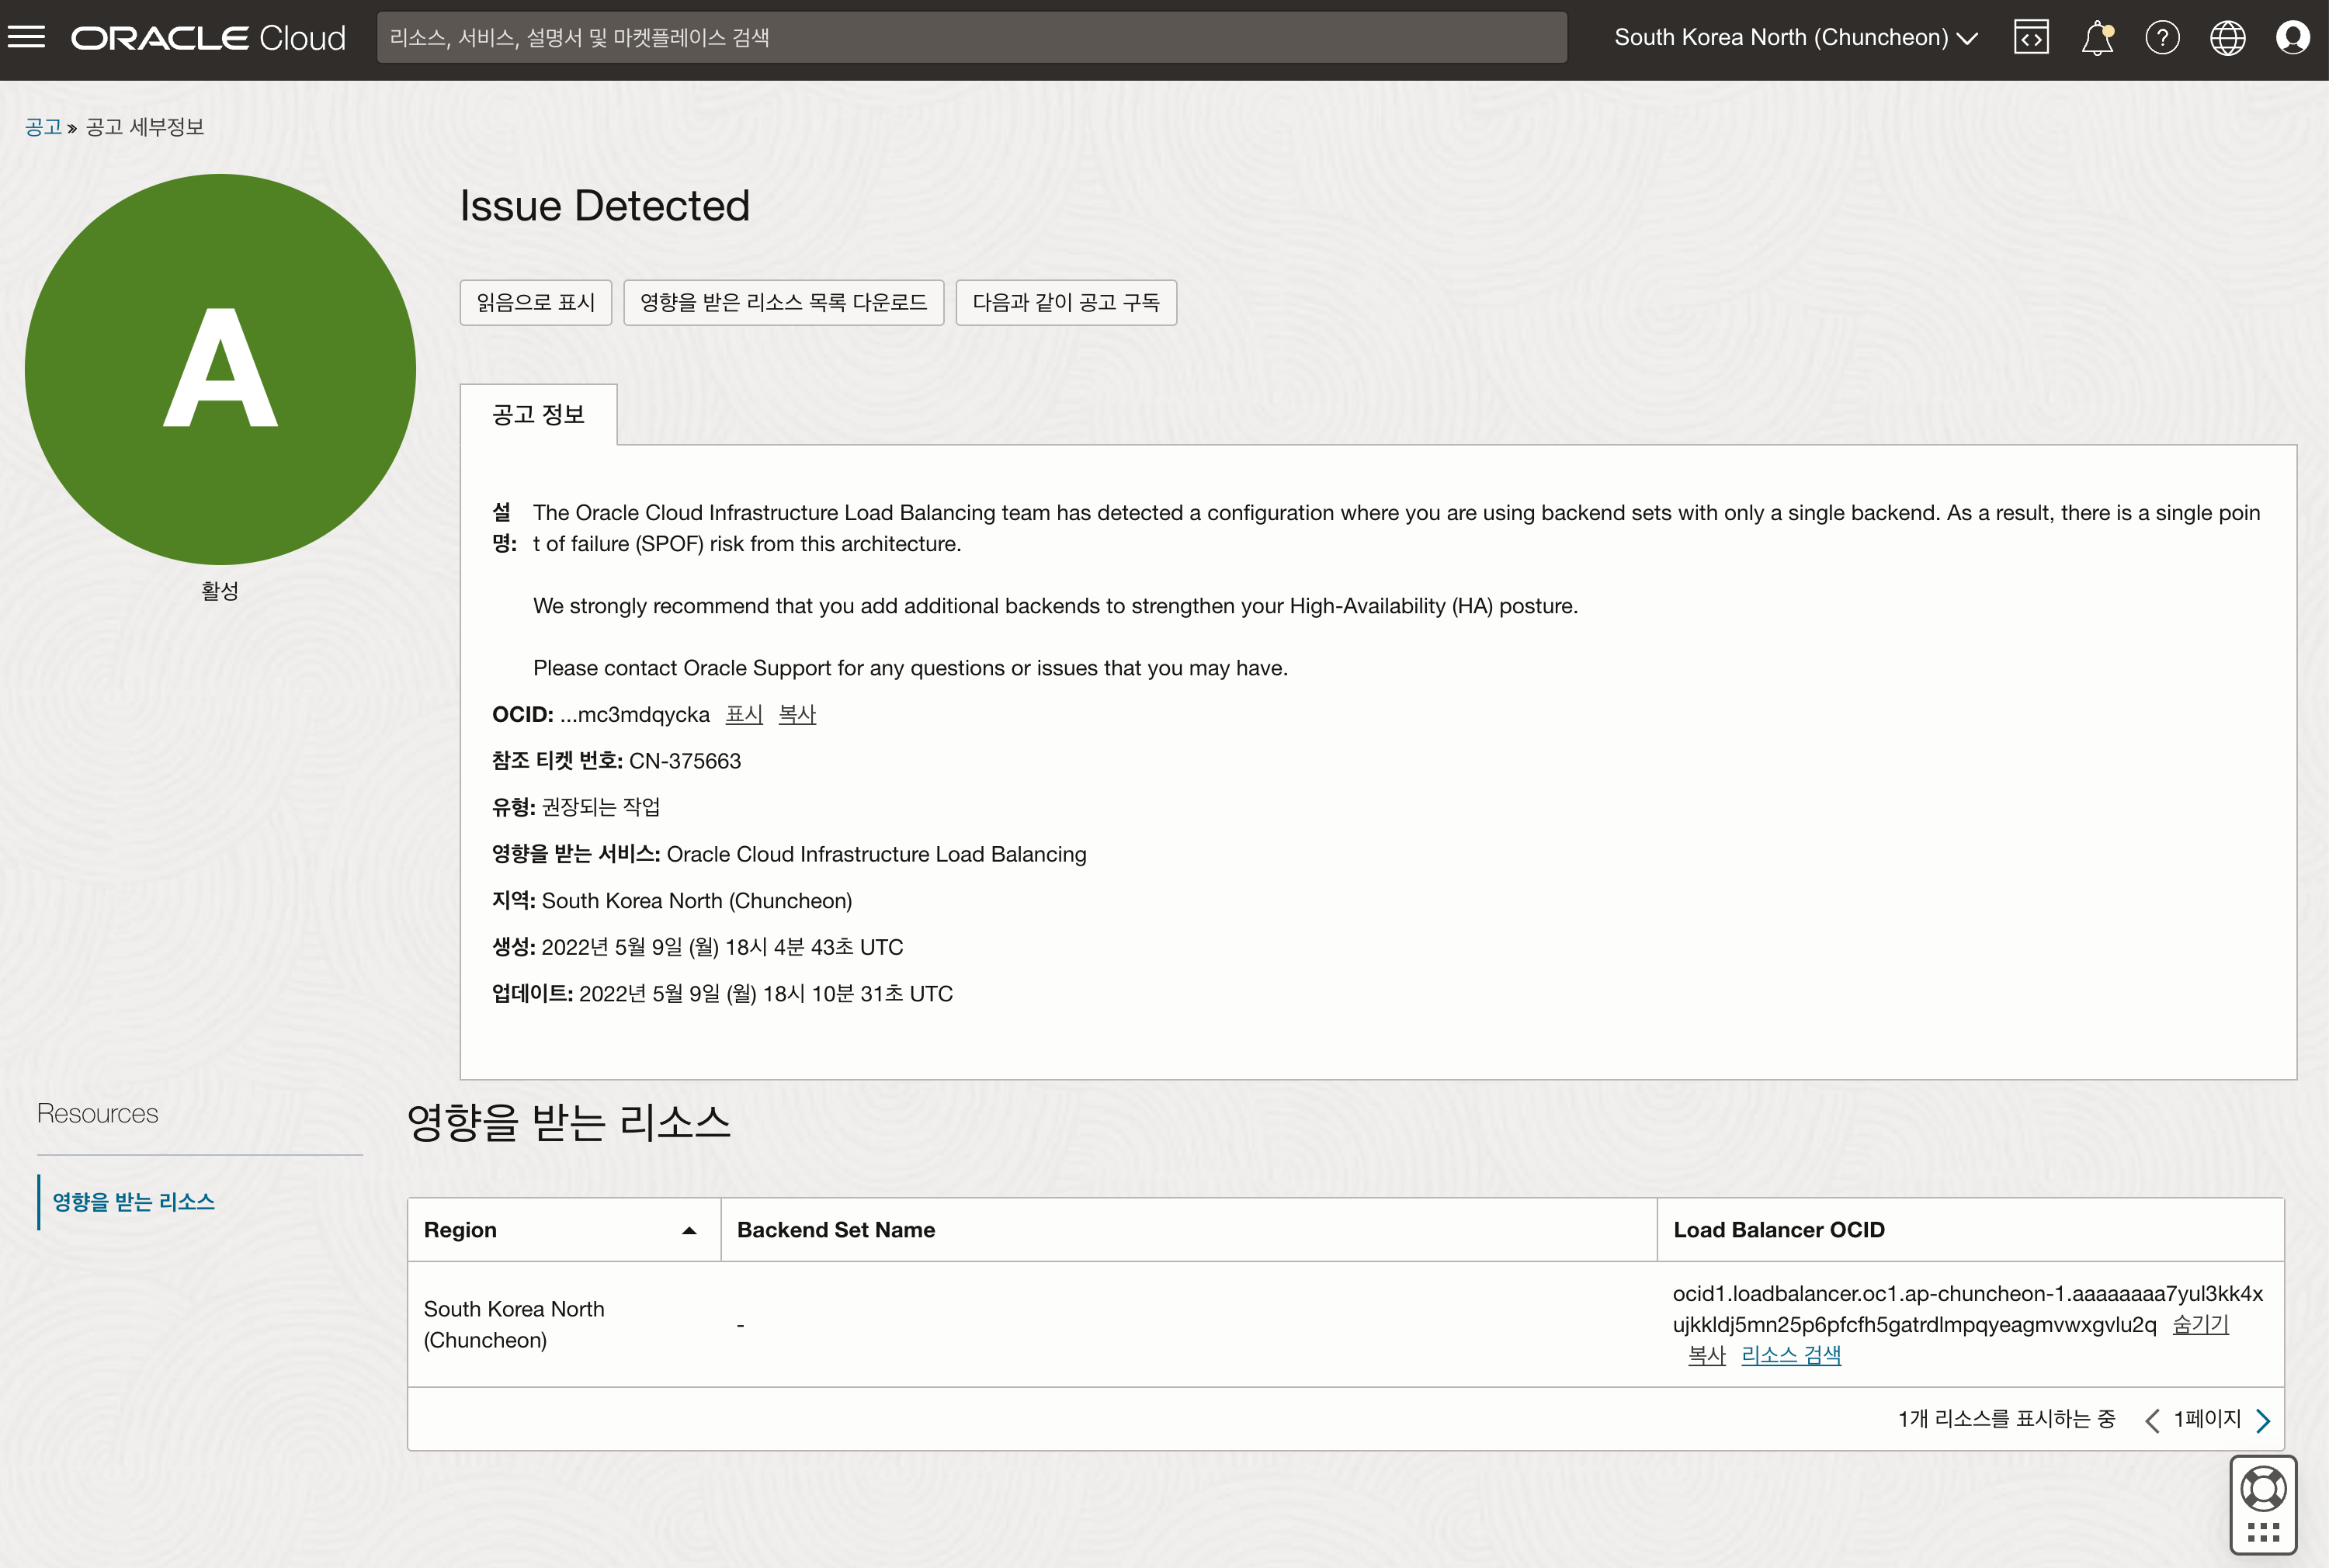 ORACLE Cloud
리소스, 서비스, 설명서 및 마켓플레이스 검색
South Korea North (Chuncheon)
공고 » 공고 세부정보
A
활성
Issue Detected
읽음으로 표시
영향을 받은 리소스 목록 다운로드
다음과 같이 공고 구독
공고 정보
설명: The Oracle Cloud Infrastructure Load Balancing team has detected a configuration where you are using backend sets with only a single backend. As a result, there is a single poin
t of failure (SPOF) risk from this architecture.
We strongly recommend that you add additional backends to strengthen your High-Availability (HA) posture.
Please contact Oracle Support for any questions or issues that you may have.
OCID: ...mc3mdqycka 표시 복사
참조 티켓 번호: CN-375663
유형: 권장되는 작업
영향을 받는 서비스: Oracle Cloud Infrastructure Load Balancing
지역: South Korea North (Chuncheon)
생성: 2022년 5월 9일 (월) 18시 4분 43초 UTC
업데이트: 2022년 5월 9일 (월) 18시 10분 31초 UTC
Resources
영향을 받는 리소스
영향을 받는 리소스
Region Backend Set Name Load Balancer OCID
South Korea North
(Chuncheon)
-
ocid1.loadbalancer.oc1.ap-chuncheon-1.aaaaaaaa7yul3kk4x
ujkkldj5mn25p6pfcfh5gatrdlmpqyeagmvwxgvlu2q 숨기기
복사 리소스 검색
1개 리소스를 표시하는 중 1페이지